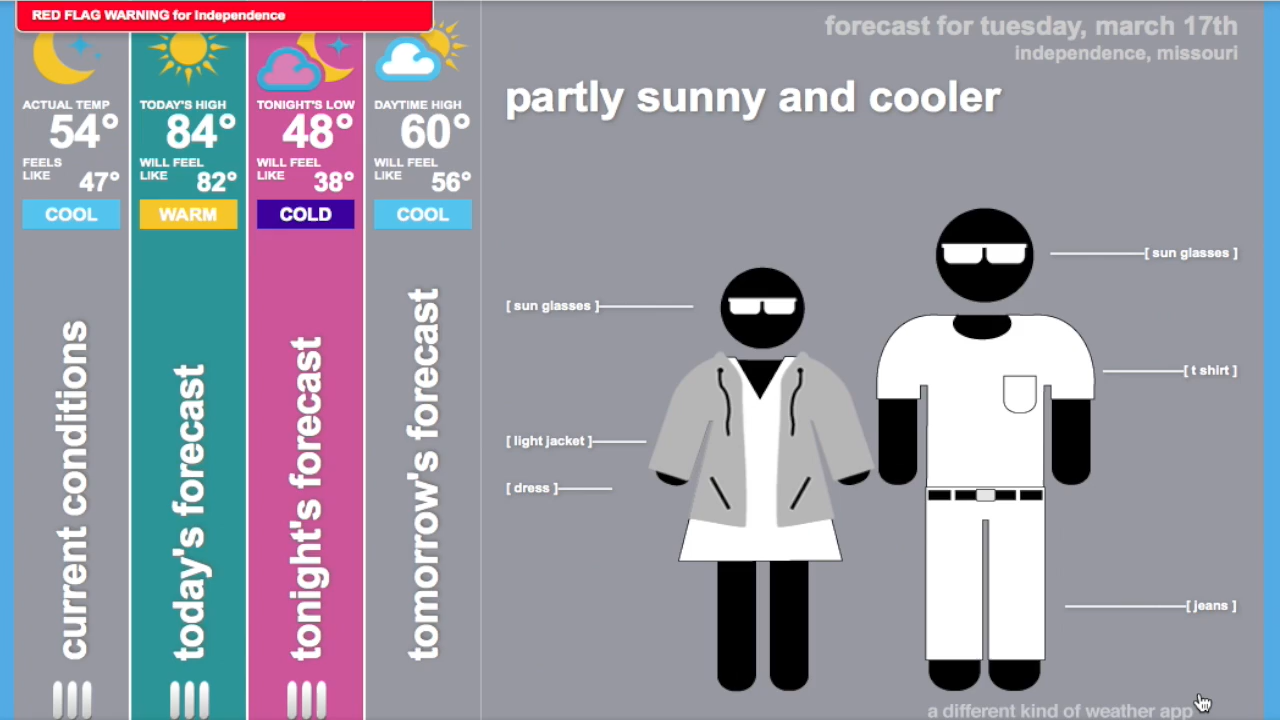 RED FLAG WARNING for Independence
ACTUAL TEMP
54°
FEELS
LIKE
47°
COOL
current conditions
TODAY'S HIGH
84°
WILL FEEL
LIKE
82°
WARM
today's forecast
TONIGHT'S LOW
48°
WILL FEEL
LIKE
38°
COLD
tonight's forecast
DAYTIME HIGH
60°
WILL FEEL
LIKE
56°
COOL
tomorrow's forecast
forecast for tuesday, march 17th
independence, missouri
partly sunny and cooler
[ sun glasses ]
[ light jacket ]
[ dress ]
[ sun glasses ]
[ t shirt ]
[ jeans ]
a different kind of weather app